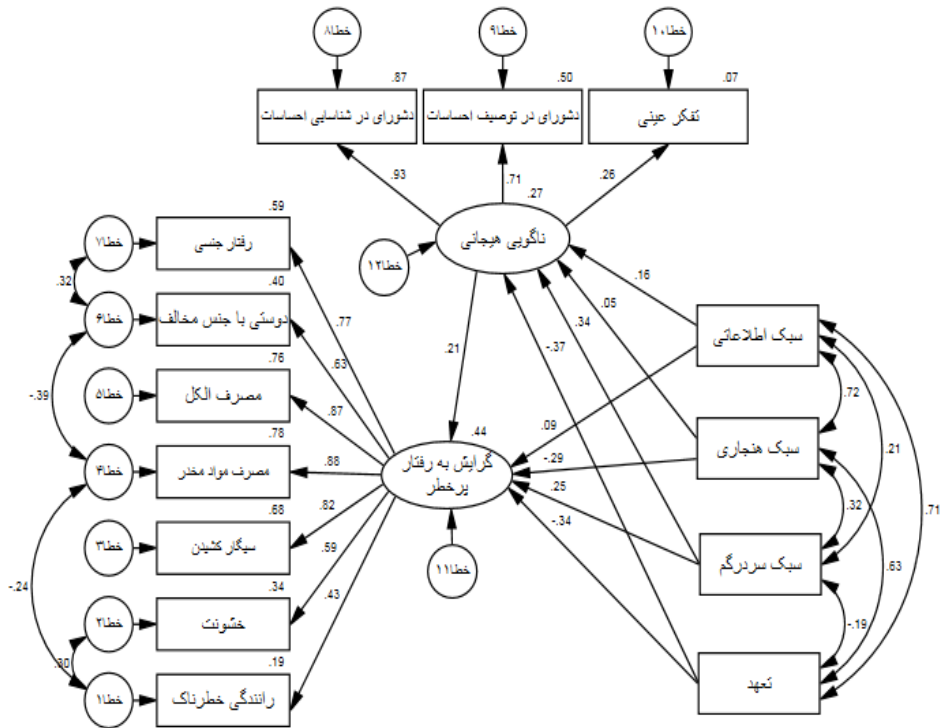 خطا۸
خطا۹
خطا۱۰
.87
.50
.07
دشورای در شناسایی احساسات
دشورای در توصیف احساسات
تفکر عینی
.93
.71
.26
.27
ناگویی هیجانی
خطا۱۲
.59
خطا۷
رفتار جنسی
.32
.40
خطا۶
دوستی با جنس مخالف
.76
خطا۵
مصرف الکل
-.39
.78
خطا۴
مصرف مواد مخدر
.68
خطا۳
سیگار کشیدن
-.24
.34
خطا۲
خشونت
.30
.19
خطا۱
رانندگی خطرناک
.77
.63
.87
.88
.82
.59
.43
.21
.44
گرایش به رفتار
پرخطر
خطا۱۱
.16
.05
.34
-.37
.09
-.29
.25
-.34
سبک اطلاعاتی
سبک هنجاری
سبک سردرگم
تعهد
.72
.21
.32
.71
.63
-.19